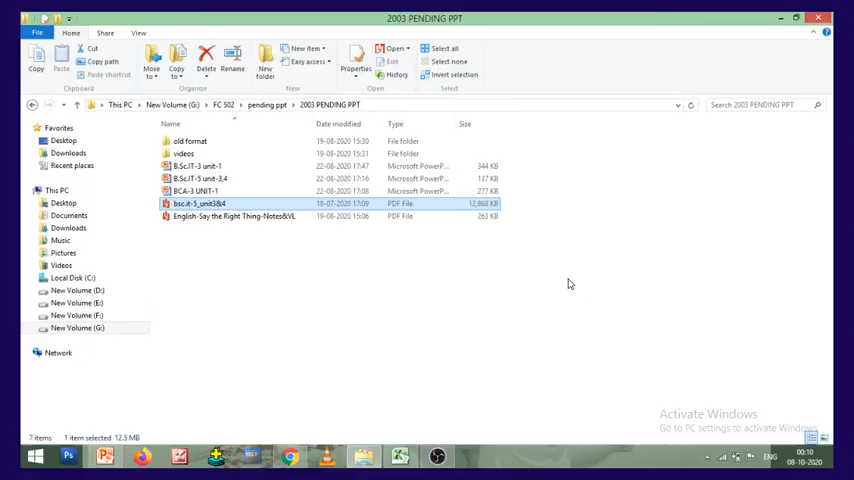 2003 PENDING PPT
File Home Share View
Copy Paste Cut Copy path Paste shortcut Move to Copy to Delete Rename New folder New item Easy access Properties Open Edit History Select all Select none Invert selection
Clipboard Organize New Open Select
This PC New Volume (G:) FC 502 pending ppt 2003 PENDING PPT Search 2003 PENDING PPT
Name Date modified Type Size
Favorites
Desktop
Downloads
Recent places
This PC
Desktop
Documents
Downloads
Music
Pictures
Videos
Local Disk (C:)
New Volume (D:)
New Volume (E:)
New Volume (F:)
New Volume (G:)
Network
old format 19-08-2020 15:30 File folder
videos 19-08-2020 15:31 File folder
B.Sc.IT-3 unit-1 22-08-2020 17:47 Microsoft PowerP... 344 KB
B.Sc.IT-5 unit-3,4 22-08-2020 17:16 Microsoft PowerP... 137 KB
BCA-3 UNIT-1 22-08-2020 17:08 Microsoft PowerP... 277 KB
bsc.it-5_unit3&4 18-07-2020 17:09 PDF File 12,868 KB
English-Say the Right Thing-Notes&VL 19-08-2020 15:06 PDF File 263 KB
Activate Windows
Go to PC settings to activate Windows.
7 items 1 item selected 12.5 MB
ENG 00:10
08-10-2020